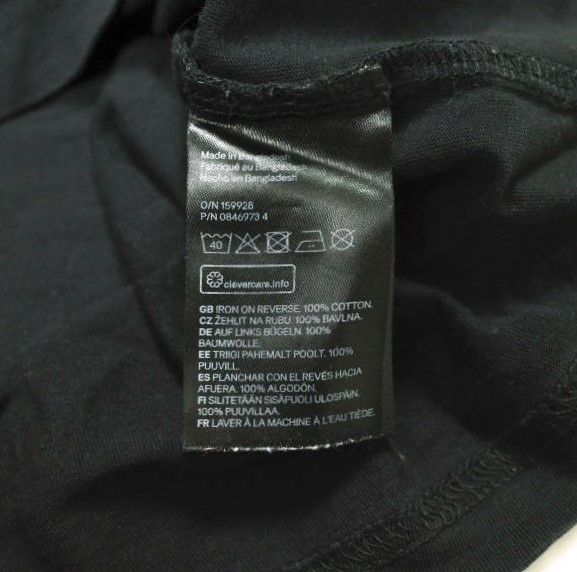 Made in Bangladesh
Fabriqué au Bangladesh
Hecho en Bangladesh
O/N 159928
P/N 0846973 4
40
clevercare.info
GB IRON ON REVERSE. 100% COTTON.
CZ ŽEHLIT NA RUBU. 100% BAVLNA.
DE AUF LINKS BÜGELN. 100%
BAUMWOLLE.
EE TRIIGI PAHEMALT POOLT. 100%
PUUVILL.
ES PLANCHAR CON EL REVÉS HACIA
AFUERA. 100% ALGODÓN.
FI SILITETÄÄN SISÄPUOLI ULOSPÄIN.
100% PUUVILLAA.
FR LAVER À LA MACHINE À L'EAU TIÈDE.